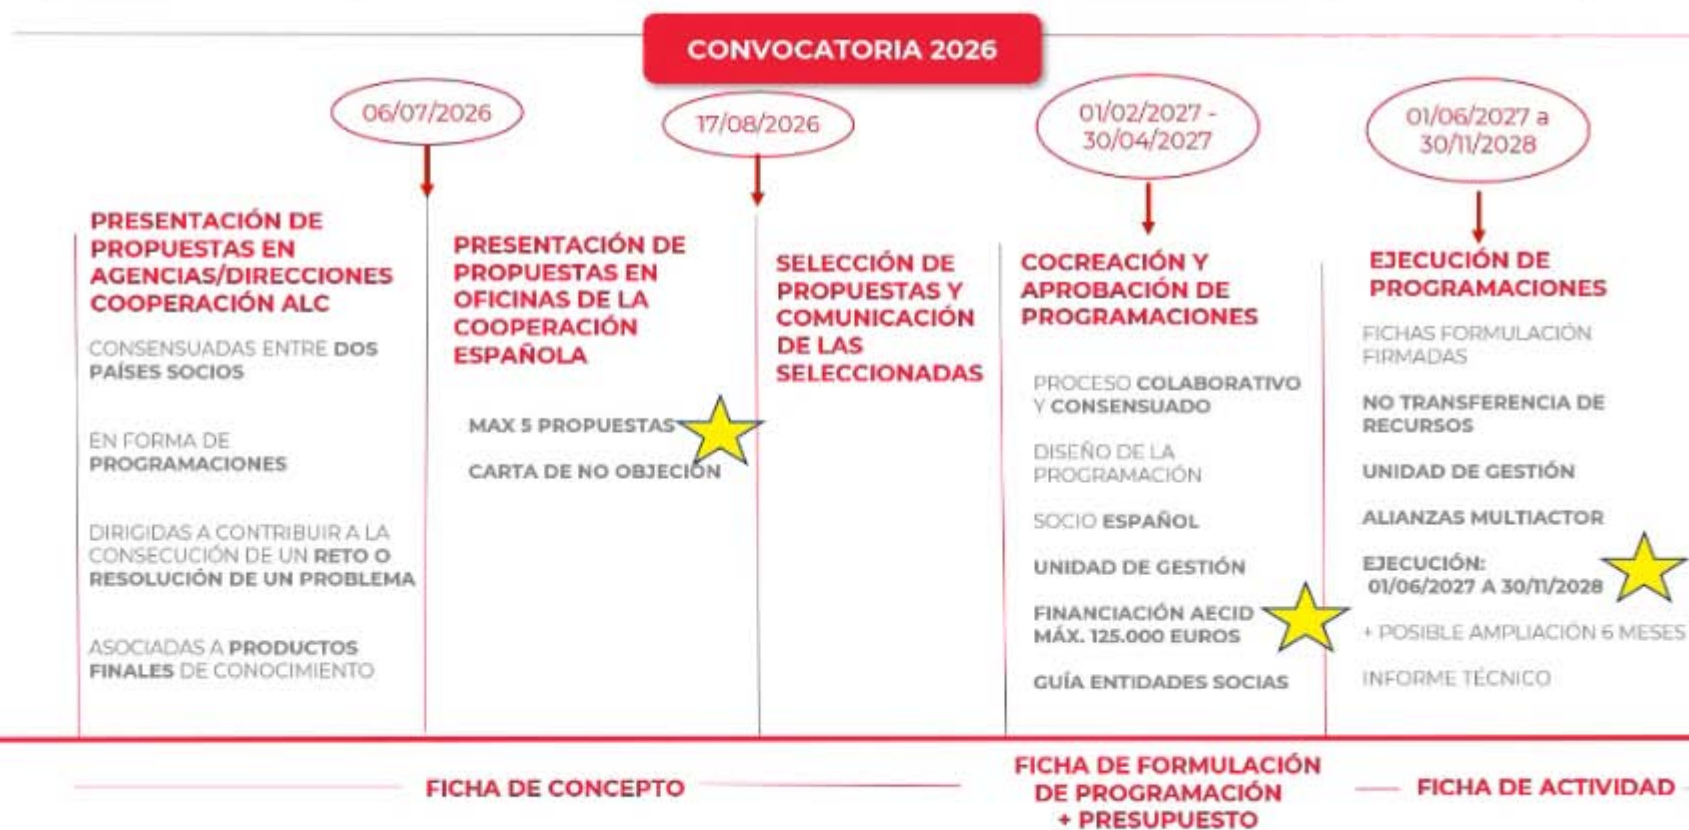 CONVOCATORIA 2026
06/07/2026
17/08/2026
01/02/2027 -
30/04/2027
01/06/2027 a
30/11/2028
PRESENTACIÓN DE
PROPUESTAS EN
AGENCIAS/DIRECCIONES
COOPERACIÓN ALC
CONSENSUADAS ENTRE DOS
PAÍSES SOCIOS
EN FORMA DE
PROGRAMACIONES
DIRIGIDAS A CONTRIBUIR A LA
CONSECUCIÓN DE UN RETO O
RESOLUCIÓN DE UN PROBLEMA
ASOCIADAS A PRODUCTOS
FINALES DE CONOCIMIENTO
PRESENTACIÓN DE
PROPUESTAS EN
OFICINAS DE LA
COOPERACIÓN
ESPAÑOLA
MAX 5 PROPUESTAS
CARTA DE NO OBJECIÓN
SELECCIÓN DE
PROPUESTAS Y
COMUNICACIÓN
DE LAS
SELECCIONADAS
COCREACIÓN Y
APROBACIÓN DE
PROGRAMACIONES
PROCESO COLABORATIVO
Y CONSENSUADO
DISEÑO DE LA
PROGRAMACIÓN
SOCIO ESPAÑOL
UNIDAD DE GESTIÓN
FINANCIACIÓN AECID
MÁX. 125.000 EUROS
GUÍA ENTIDADES SOCIAS
EJECUCIÓN DE
PROGRAMACIONES
FICHAS FORMULACIÓN
FIRMADAS
NO TRANSFERENCIA DE
RECURSOS
UNIDAD DE GESTIÓN
ALIANZAS MULTIACTOR
EJECUCIÓN:
01/06/2027 A 30/11/2028
+ POSIBLE AMPLIACIÓN 6 MESES
INFORME TÉCNICO
FICHA DE CONCEPTO
FICHA DE FORMULACIÓN
DE PROGRAMACIÓN
+ PRESUPUESTO
FICHA DE ACTIVIDAD